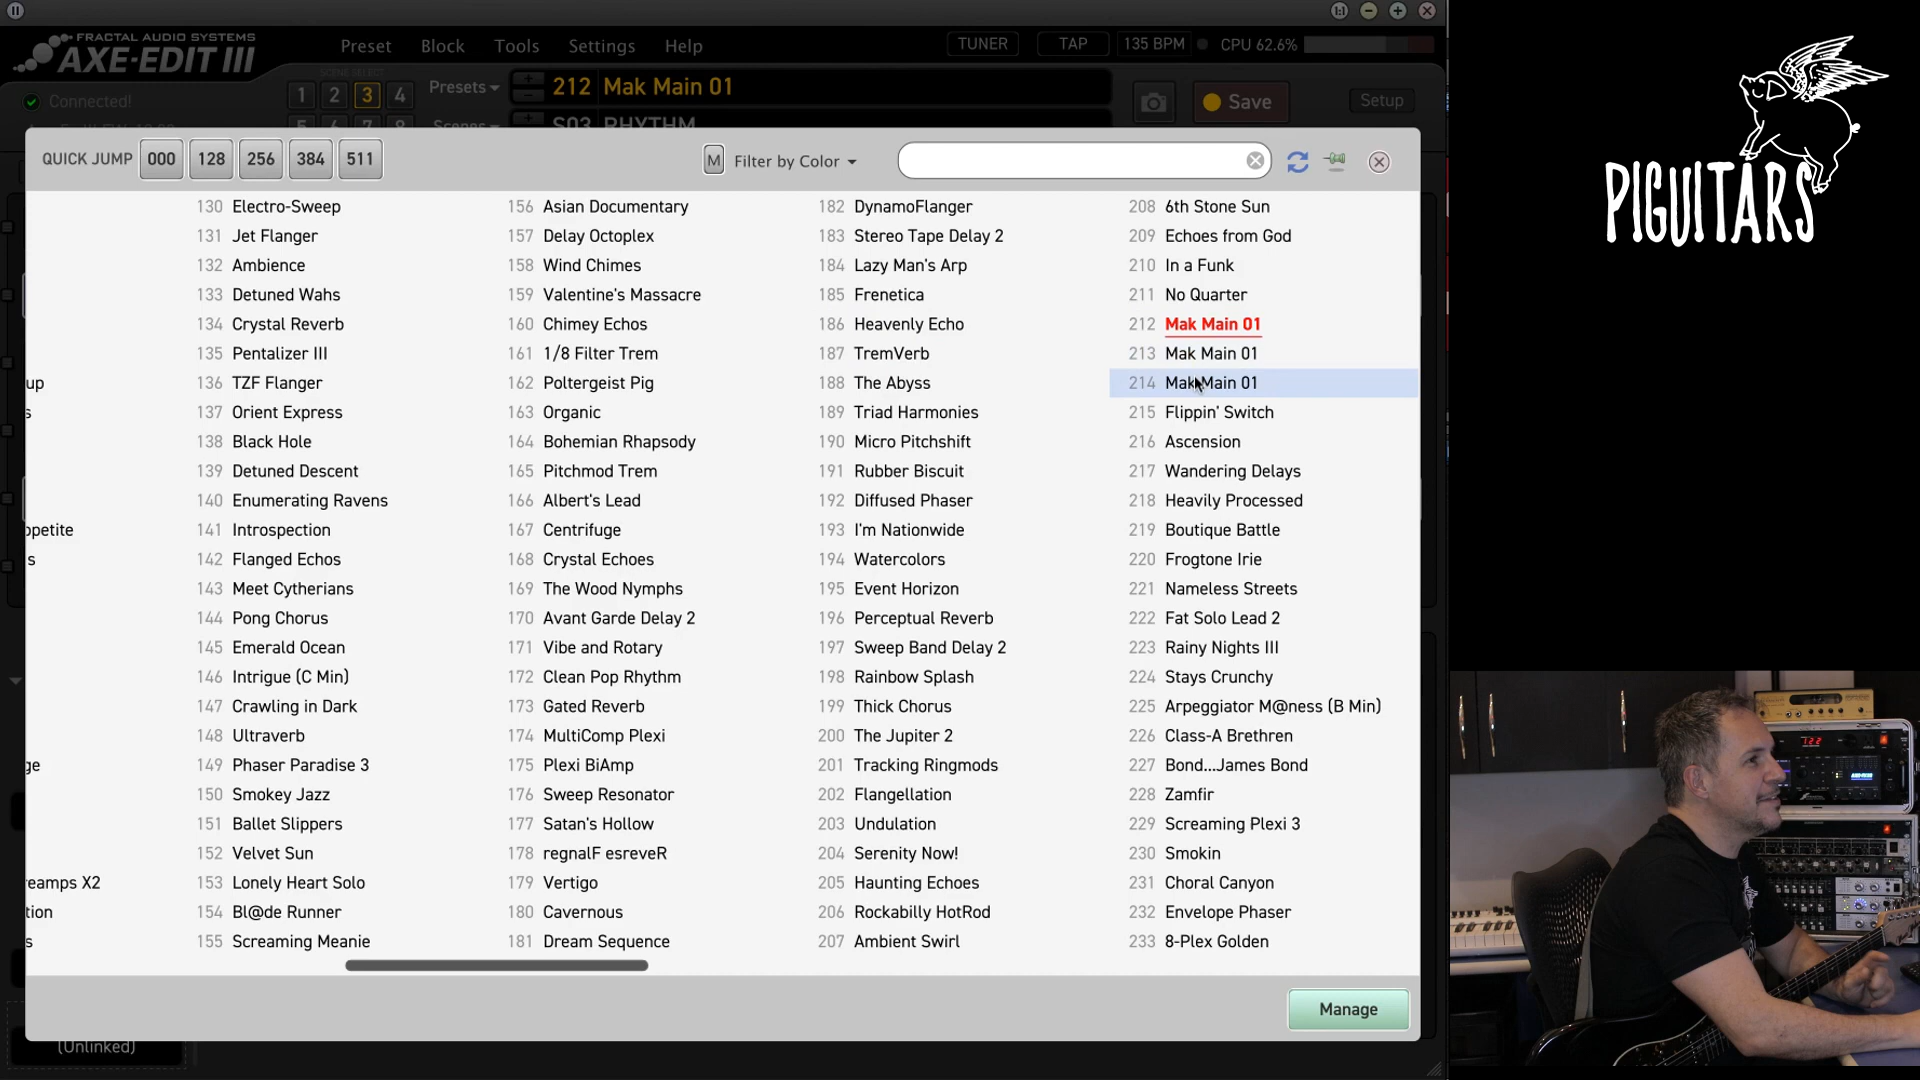 FRACTAL AUDIO SYSTEMS
AXE-EDIT III
Preset Block Tools Settings Help
TUNER TAP 135 BPM CPU 62.6%
Connected!
SCENE SELECT
1 2 3 4
Presets 212 Mak Main 01
Save
Setup
5 6 7 8
Scenes S03 RHYTHM
QUICK JUMP 000 128 256 384 511
M Filter by Color
up
s
ppetite
s
ge
reamps X2
tion
s
130 Electro-Sweep
131 Jet Flanger
132 Ambience
133 Detuned Wahs
134 Crystal Reverb
135 Pentalizer III
136 TZF Flanger
137 Orient Express
138 Black Hole
139 Detuned Descent
140 Enumerating Ravens
141 Introspection
142 Flanged Echos
143 Meet Cytherians
144 Pong Chorus
145 Emerald Ocean
146 Intrigue (C Min)
147 Crawling in Dark
148 Ultraverb
149 Phaser Paradise 3
150 Smokey Jazz
151 Ballet Slippers
152 Velvet Sun
153 Lonely Heart Solo
154 Bl@de Runner
155 Screaming Meanie
156 Asian Documentary
157 Delay Octoplex
158 Wind Chimes
159 Valentine's Massacre
160 Chimey Echos
161 1/8 Filter Trem
162 Poltergeist Pig
163 Organic
164 Bohemian Rhapsody
165 Pitchmod Trem
166 Albert's Lead
167 Centrifuge
168 Crystal Echoes
169 The Wood Nymphs
170 Avant Garde Delay 2
171 Vibe and Rotary
172 Clean Pop Rhythm
173 Gated Reverb
174 MultiComp Plexi
175 Plexi BiAmp
176 Sweep Resonator
177 Satan's Hollow
178 regnalF esreveR
179 Vertigo
180 Cavernous
181 Dream Sequence
182 DynamoFlanger
183 Stereo Tape Delay 2
184 Lazy Man's Arp
185 Frenetica
186 Heavenly Echo
187 TremVerb
188 The Abyss
189 Triad Harmonies
190 Micro Pitchshift
191 Rubber Biscuit
192 Diffused Phaser
193 I'm Nationwide
194 Watercolors
195 Event Horizon
196 Perceptual Reverb
197 Sweep Band Delay 2
198 Rainbow Splash
199 Thick Chorus
200 The Jupiter 2
201 Tracking Ringmods
202 Flangellation
203 Undulation
204 Serenity Now!
205 Haunting Echoes
206 Rockabilly HotRod
207 Ambient Swirl
208 6th Stone Sun
209 Echoes from God
210 In a Funk
211 No Quarter
212 Mak Main 01
213 Mak Main 01
214 Mak Main 01
215 Flippin' Switch
216 Ascension
217 Wandering Delays
218 Heavily Processed
219 Boutique Battle
220 Frogtone Irie
221 Nameless Streets
222 Fat Solo Lead 2
223 Rainy Nights III
224 Stays Crunchy
225 Arpeggiator M@ness (B Min)
226 Class-A Brethren
227 Bond...James Bond
228 Zamfir
229 Screaming Plexi 3
230 Smokin
231 Choral Canyon
232 Envelope Phaser
233 8-Plex Golden
Manage
(Unlinked)
PIGUITARS
722